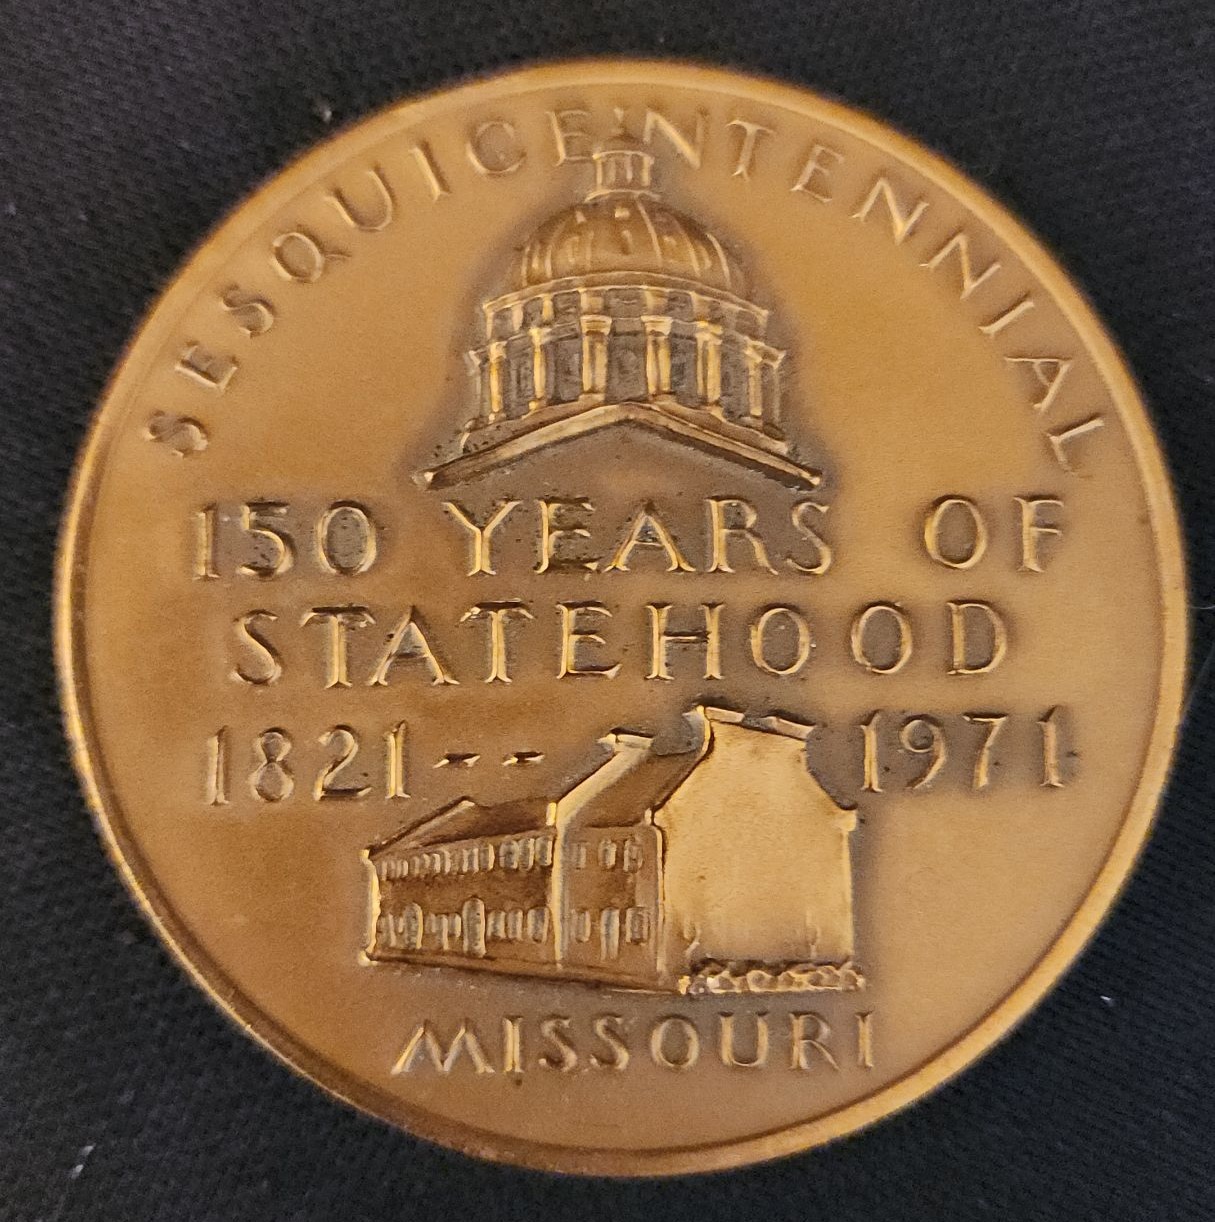 SESQUICENTENNIAL
150 YEARS OF
STATEHOOD
1821 -- 1971
MISSOURI